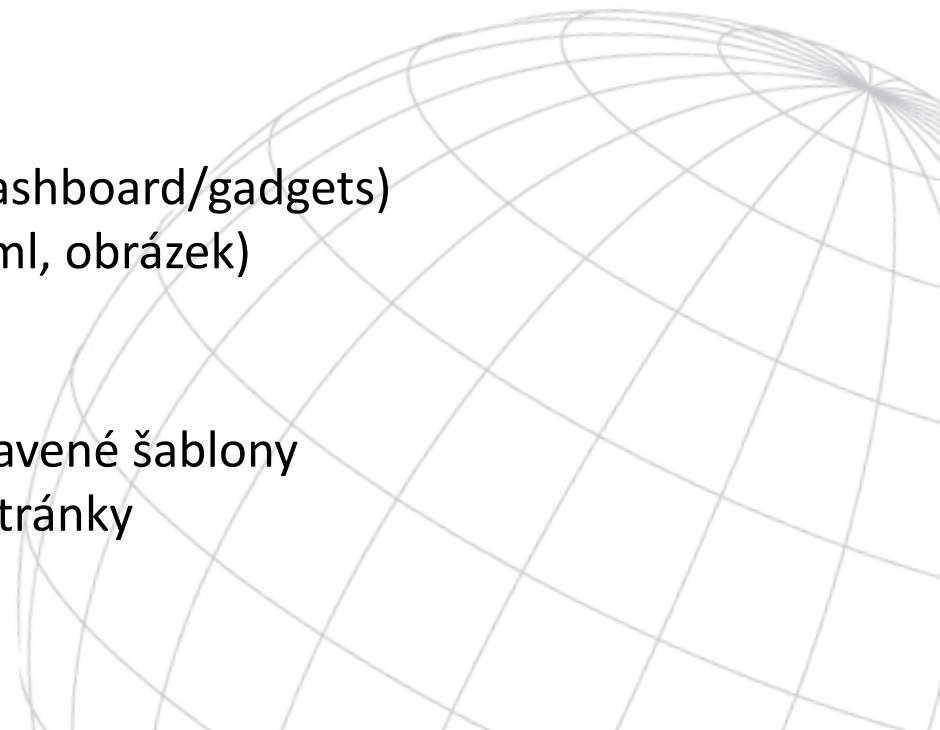 ashboard/gadgets)
ml, obrázek)
avené šablony
tránky